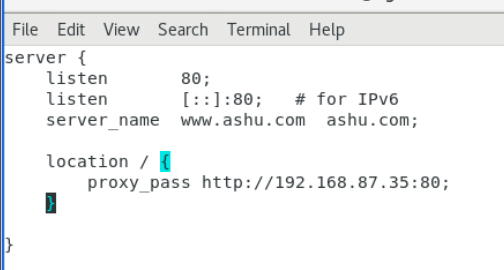 File Edit View Search Terminal Help
server {
    listen       80;
    listen       [::]:80;   # for IPv6
    server_name  www.ashu.com  ashu.com;

    location / {
        proxy_pass http://192.168.87.35:80;
    }

}